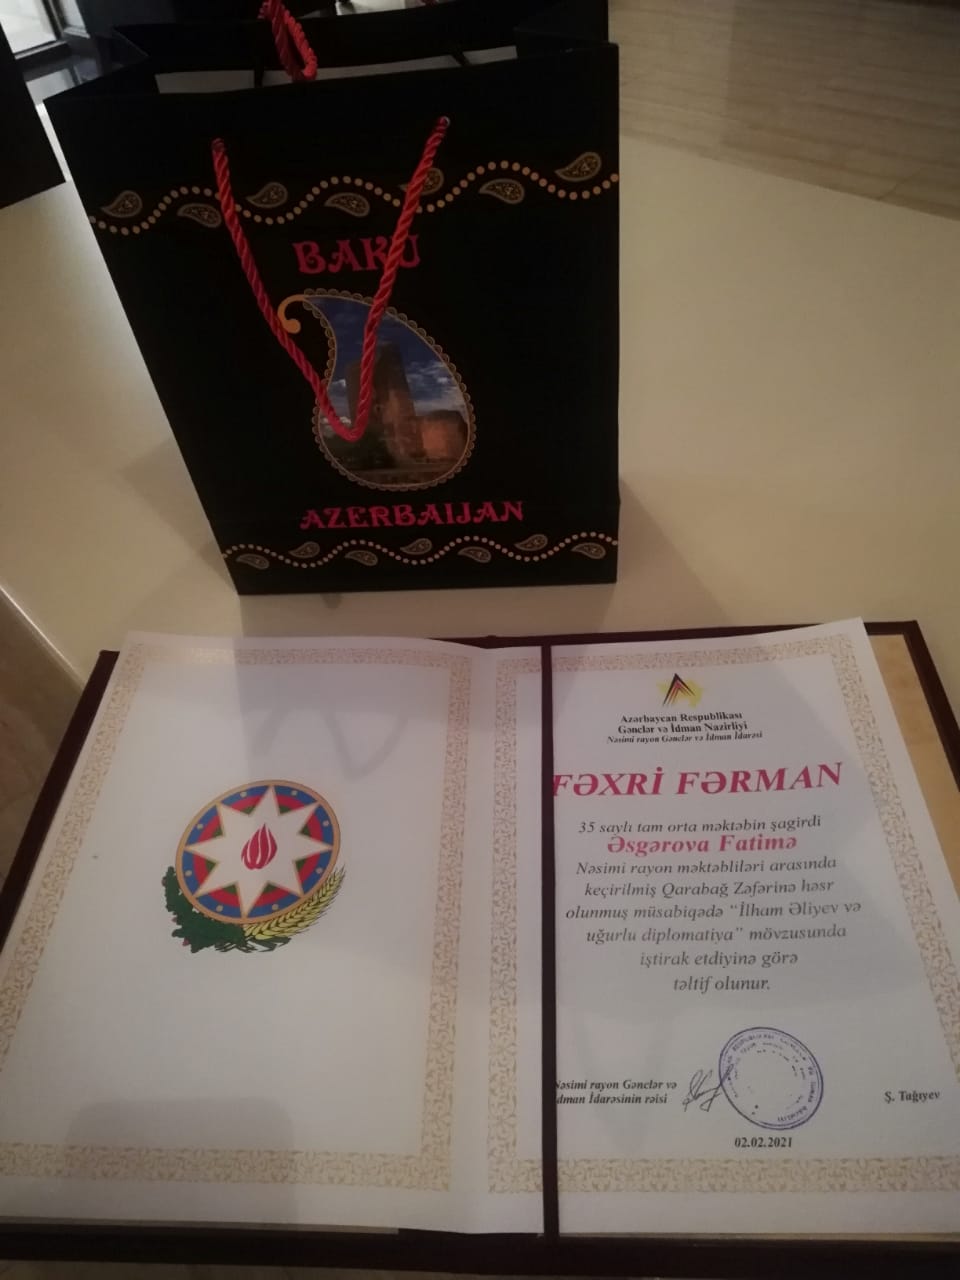 BAKU
AZERBAIJAN
Azərbaycan Respublikası
Gənclər və İdman Nazirliyi
Nəsimi rayon Gənclər və İdman İdarəsi
FƏXRİ FƏRMAN
35 saylı tam orta məktəbin şagirdi
Əsgərova Fatimə
Nəsimi rayon məktəbliləri arasında
keçirilmiş Qarabağ Zəfərinə həsr
olunmuş müsabiqədə “İlham Əliyev və
uğurlu diplomatiya” mövzusunda
iştirak etdiyinə görə
təltif olunur.
Nəsimi rayon Gənclər və
İdman İdarəsinin rəisi
Ş. Tağıyev
02.02.2021